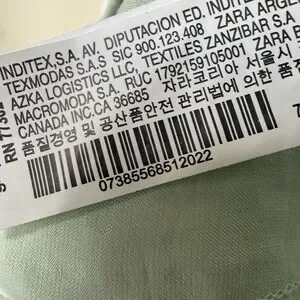 INDITEX,S.A. AV. DIPUTACION ED. INDITE
TEXMODAS S.A.S SIC 900.123.408 ZARA ARGE
AZKA LOGISTICS LLC TEXTILES ZANZIBAR S.
MACROMODA S.A. RUC 1792159105001 ZARA B
CANADA INC.CA 36685 자라코리아 서울시
품질경영 및 공산품안전 관리법에 의한 품
07385568512022